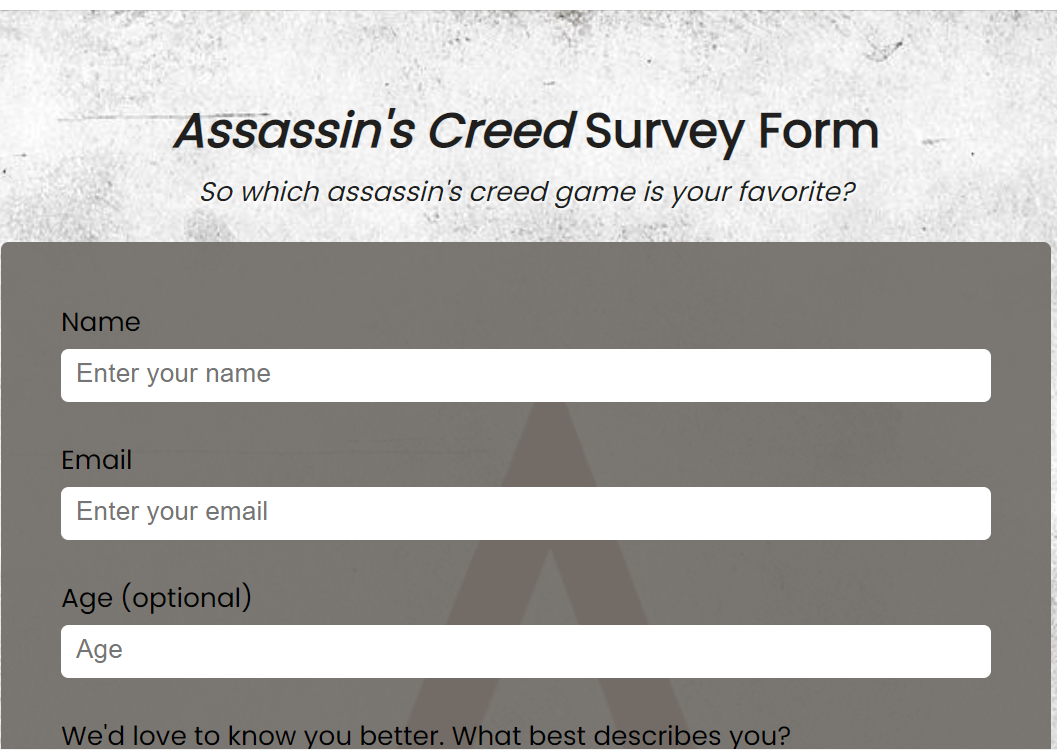 Assassin's Creed Survey Form
So which assassin's creed game is your favorite?
Name
Enter your name
Email
Enter your email
Age (optional)
Age
We'd love to know you better. What best describes you?